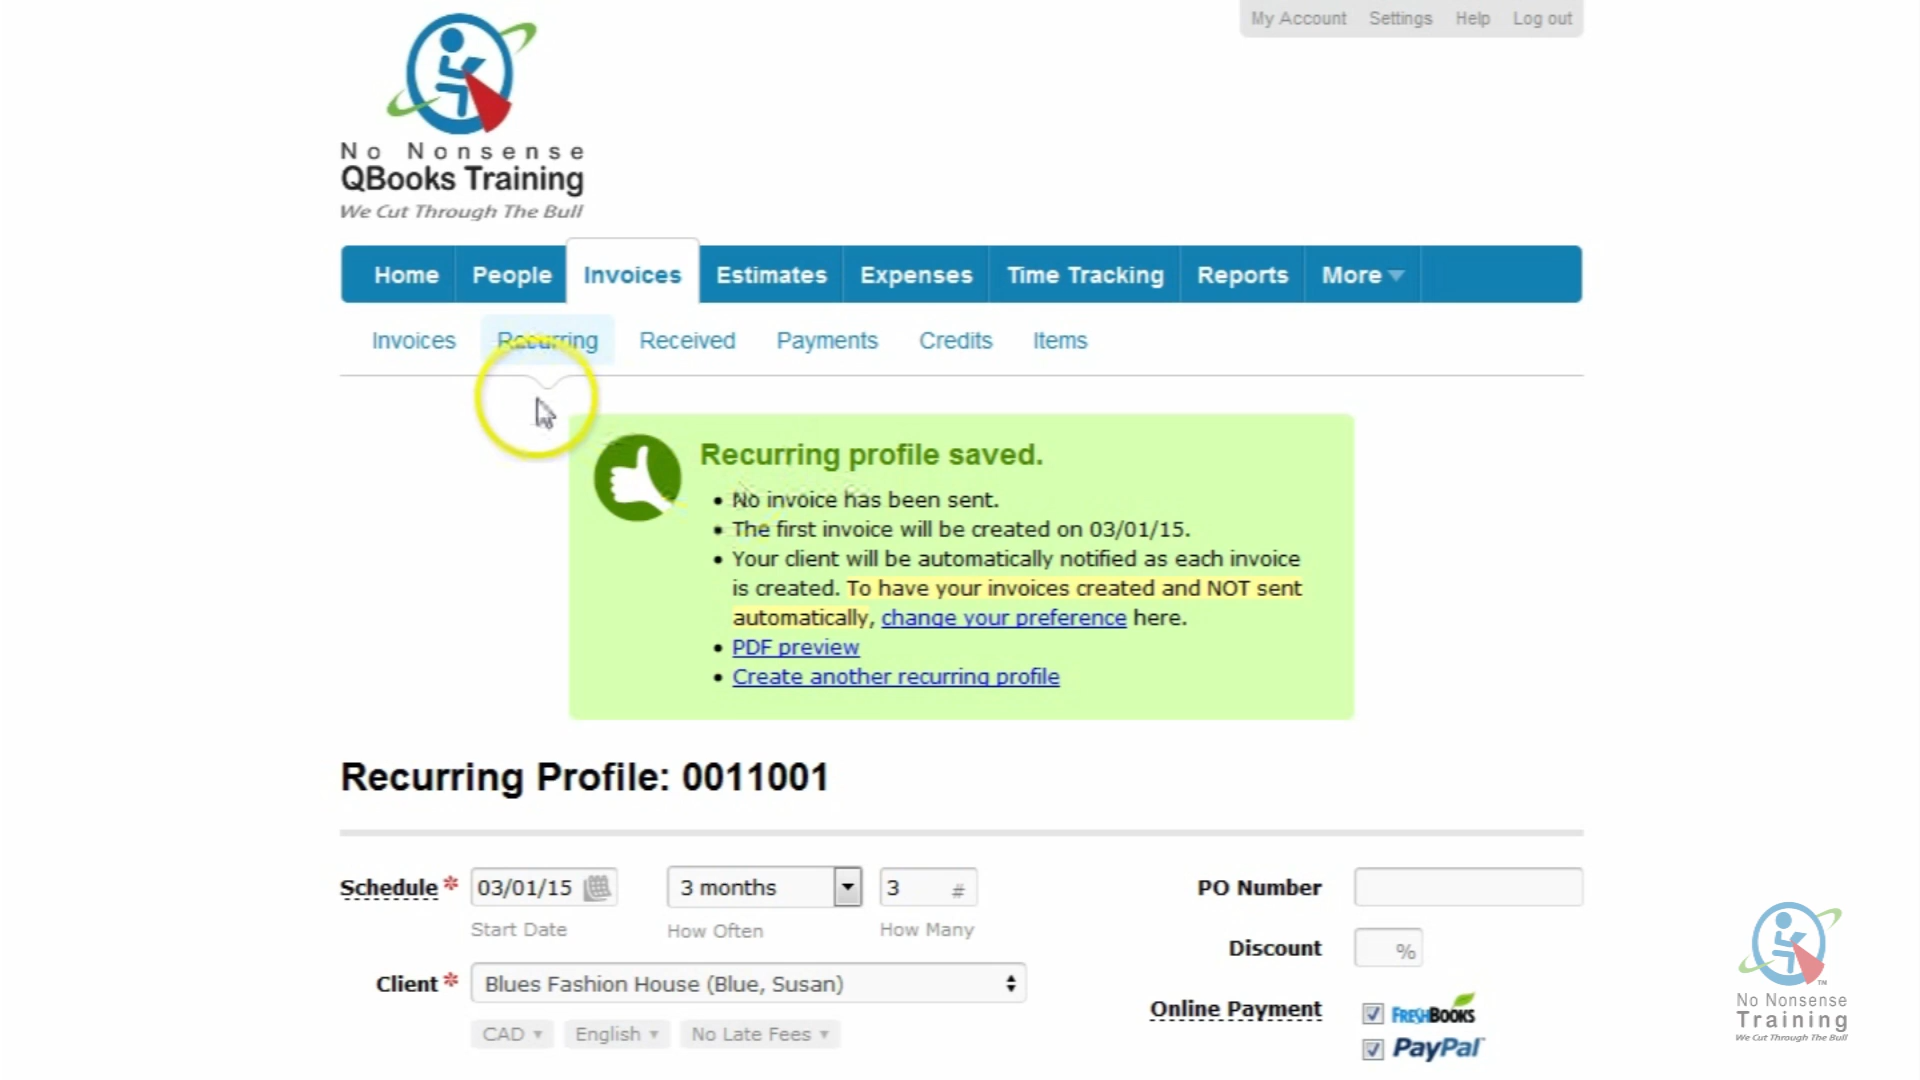 My Account Settings Help Log out
No Nonsense
QBooks Training
We Cut Through The Bull
Home People Invoices Estimates Expenses Time Tracking Reports More
Invoices Recurring Received Payments Credits Items
Recurring profile saved.
• No invoice has been sent.
• The first invoice will be created on 03/01/15.
• Your client will be automatically notified as each invoice
is created. To have your invoices created and NOT sent
automatically, change your preference here.
• PDF preview
• Create another recurring profile
Recurring Profile: 0011001
Schedule * 03/01/15 3 months 3 # PO Number
Start Date How Often How Many
Discount %
Client * Blues Fashion House (Blue, Susan)
Online Payment FRESHBOOKS
CAD English No Late Fees
PayPal
No Nonsense
Training
We Cut Through The Bull
TM